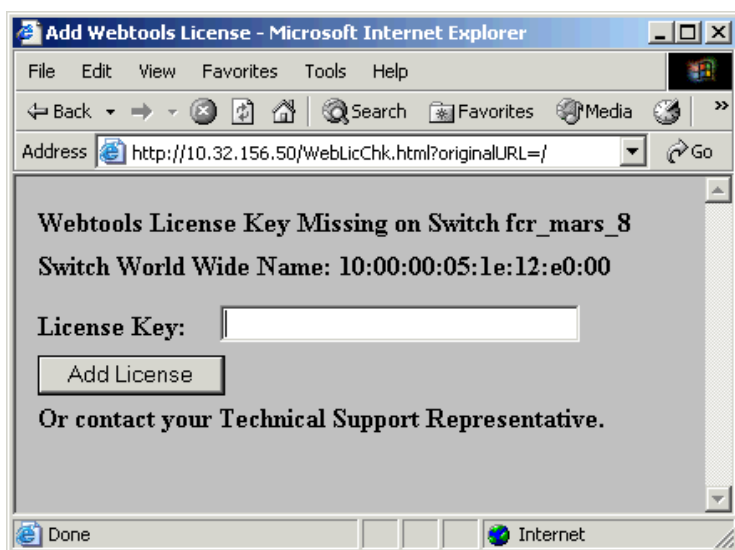 Add Webtools License - Microsoft Internet Explorer
File Edit View Favorites Tools Help
Back Search Favorites Media »
Address http://10.32.156.50/WebLicChk.html?originalURL=/ Go
Webtools License Key Missing on Switch fcr_mars_8
Switch World Wide Name: 10:00:00:05:1e:12:e0:00
License Key:
Add License
Or contact your Technical Support Representative.
Done Internet